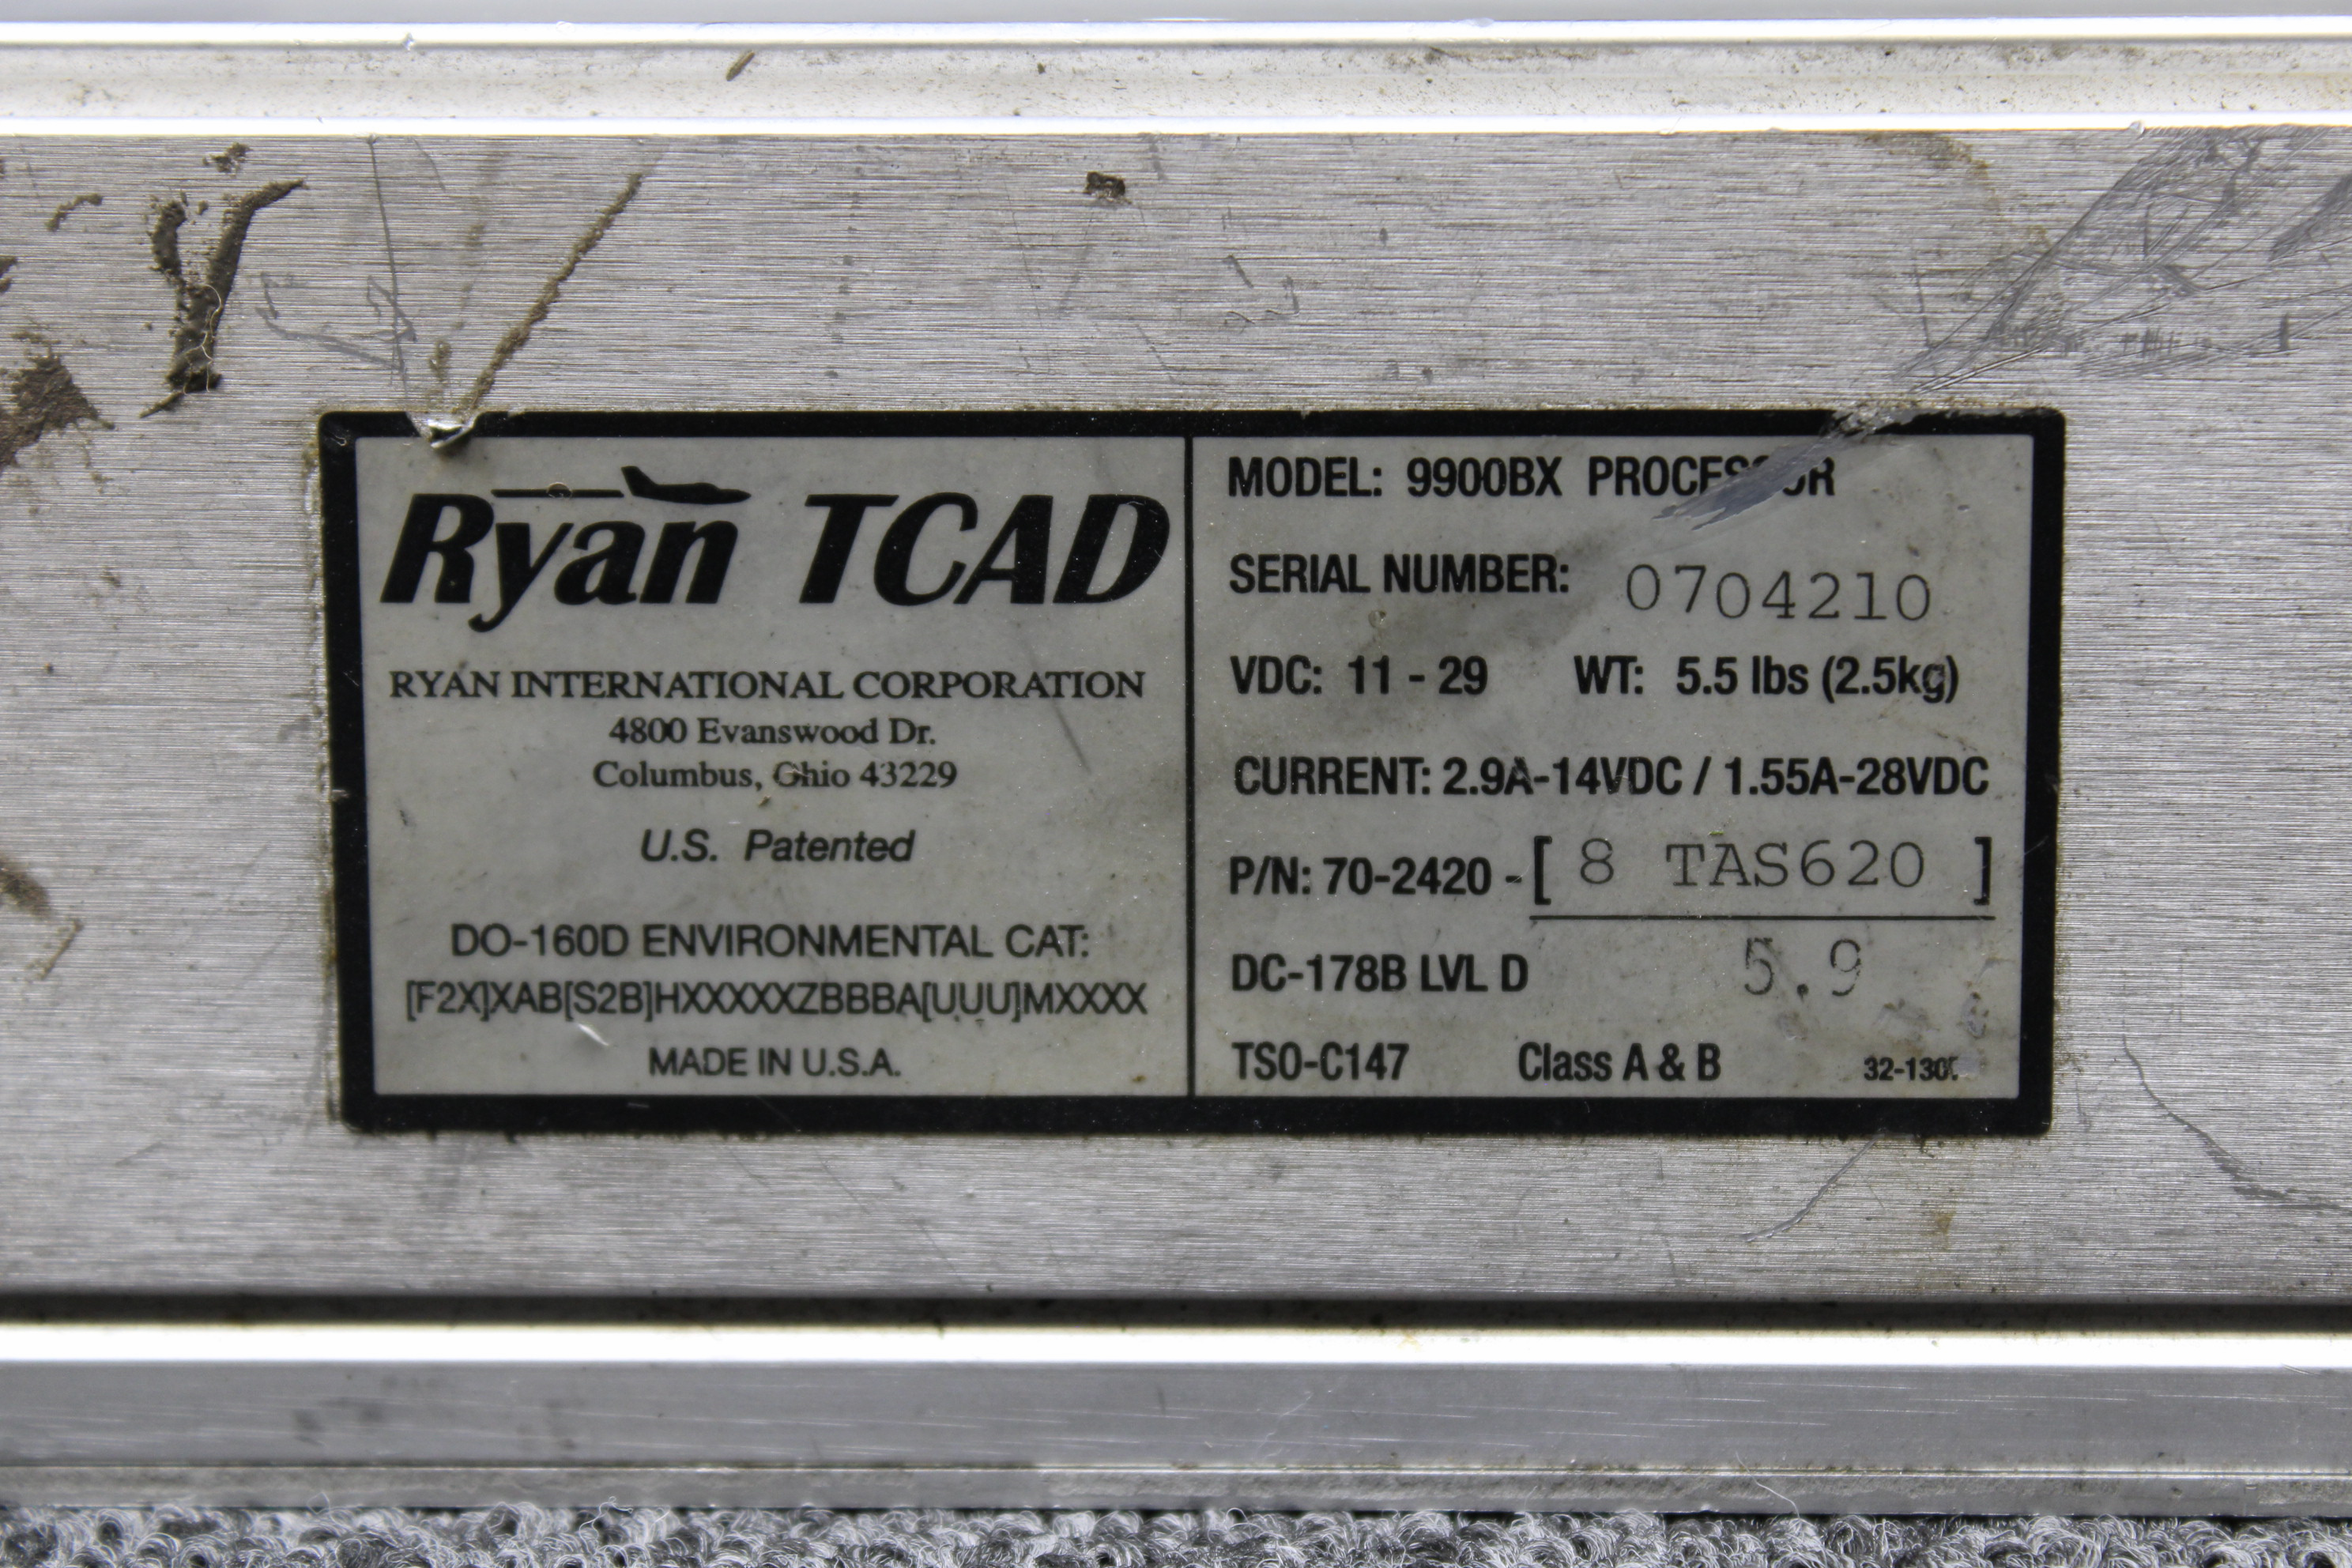 Ryan TCAD
RYAN INTERNATIONAL CORPORATION
4800 Evanswood Dr.
Columbus, Ohio 43229
U.S. Patented
DO-160D ENVIRONMENTAL CAT:
[F2X]XAB[S2B]HXXXXXZBBBA[UUU]MXXXX
MADE IN U.S.A.
MODEL: 9900BX PROCESSOR
SERIAL NUMBER: 0704210
VDC: 11 - 29 WT: 5.5 lbs (2.5kg)
CURRENT: 2.9A-14VDC / 1.55A-28VDC
P/N: 70-2420 - [ 8 TAS620 ]
DC-178B LVL D 5.9
TSO-C147 Class A & B